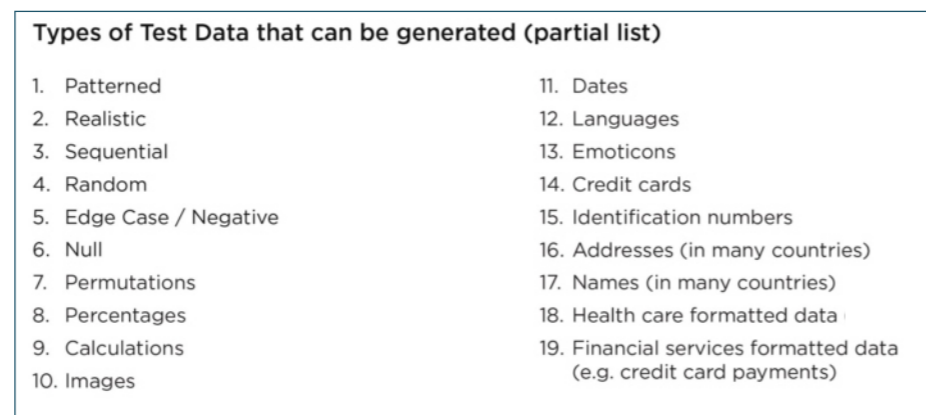 Types of Test Data that can be generated (partial list)
1. Patterned
2. Realistic
3. Sequential
4. Random
5. Edge Case / Negative
6. Null
7. Permutations
8. Percentages
9. Calculations
10. Images
11. Dates
12. Languages
13. Emoticons
14. Credit cards
15. Identification numbers
16. Addresses (in many countries)
17. Names (in many countries)
18. Health care formatted data
19. Financial services formatted data
(e.g. credit card payments)